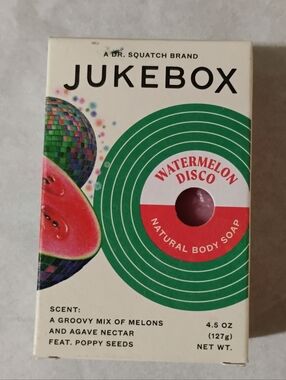 A DR. SQUATCH BRAND
JUKEBOX
WATERMELON
DISCO
NATURAL BODY SOAP
SCENT:
A GROOVY MIX OF MELONS
AND AGAVE NECTAR
FEAT. POPPY SEEDS
4.5 OZ
(127g)
NET WT.